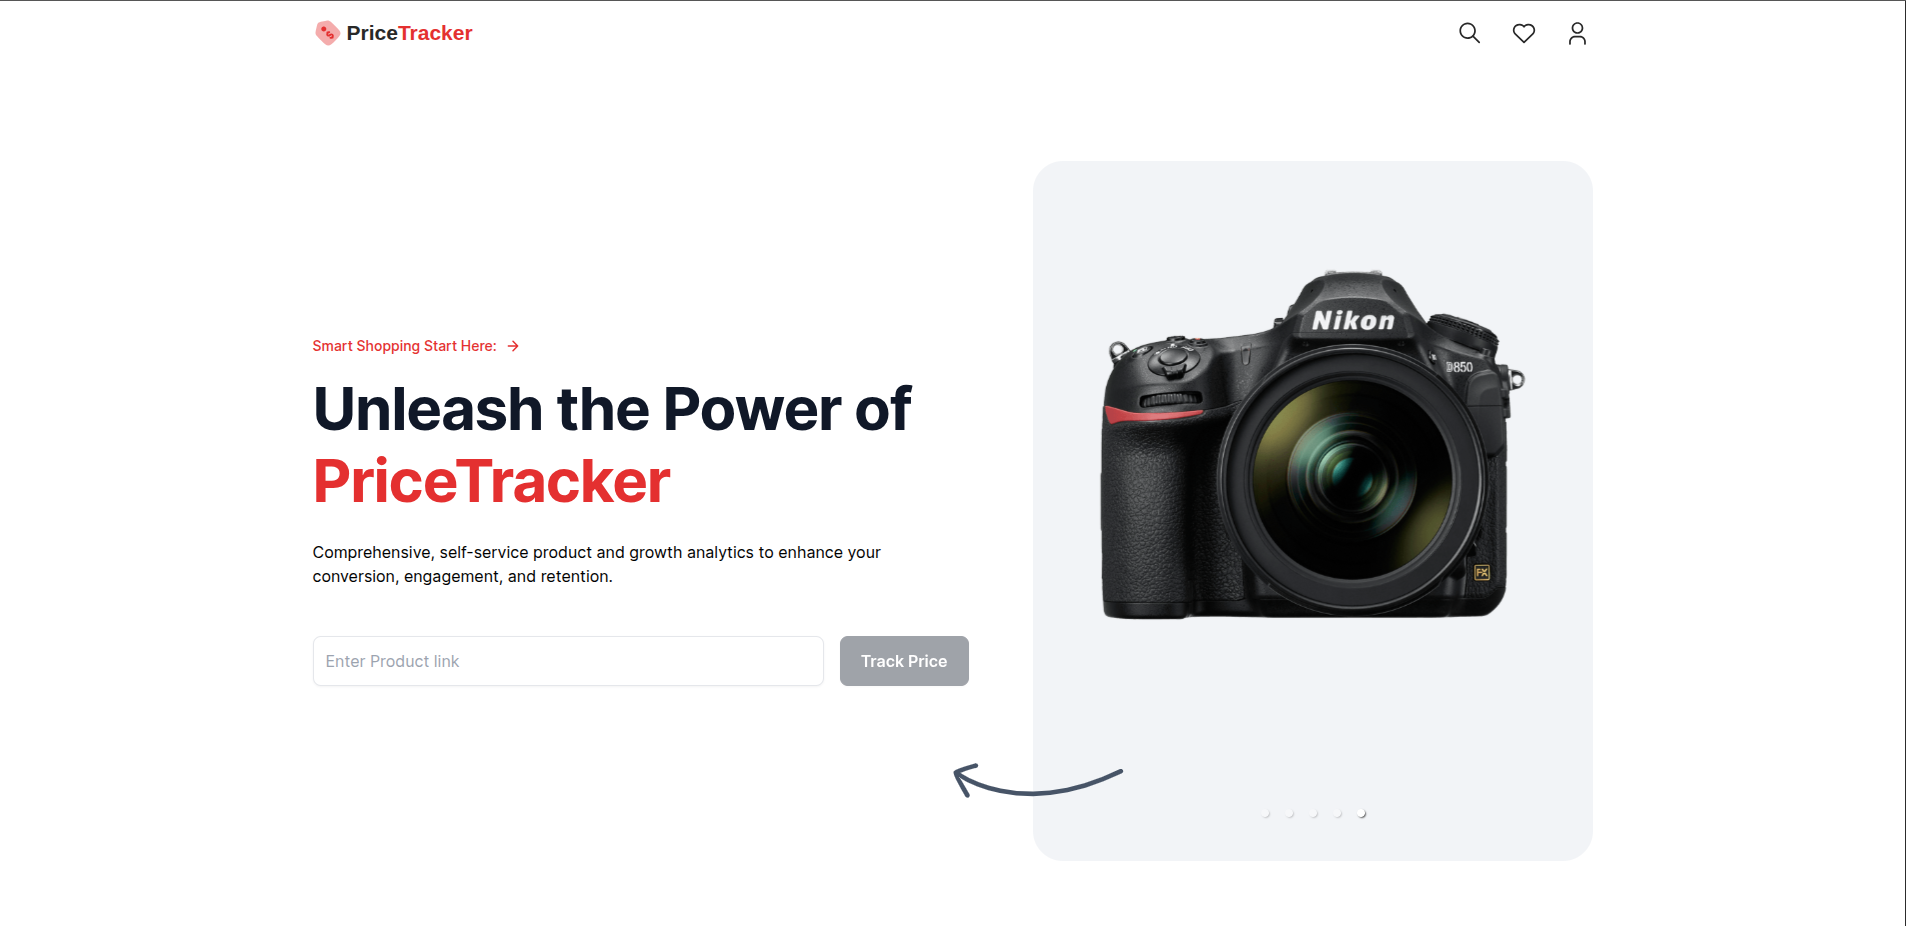 PriceTracker
Smart Shopping Start Here:
Unleash the Power of
PriceTracker
Comprehensive, self-service product and growth analytics to enhance your
conversion, engagement, and retention.
Enter Product link
Track Price
Nikon
D850
FX